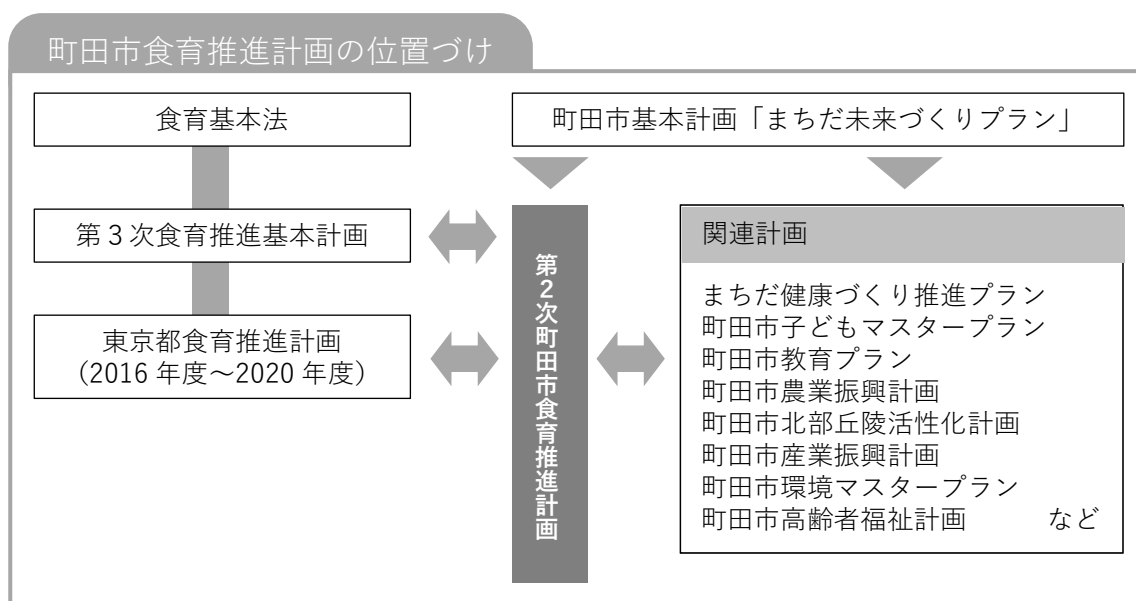 町田市食育推進計画の位置づけ
食育基本法
町田市基本計画「まちだ未来づくりプラン」
第3次食育推進基本計画
東京都食育推進計画
(2016 年度～2020 年度)
第2次町田市食育推進計画
関連計画
まちだ健康づくり推進プラン
町田市子どもマスタープラン
町田市教育プラン
町田市農業振興計画
町田市北部丘陵活性化計画
町田市産業振興計画
町田市環境マスタープラン
町田市高齢者福祉計画　　など